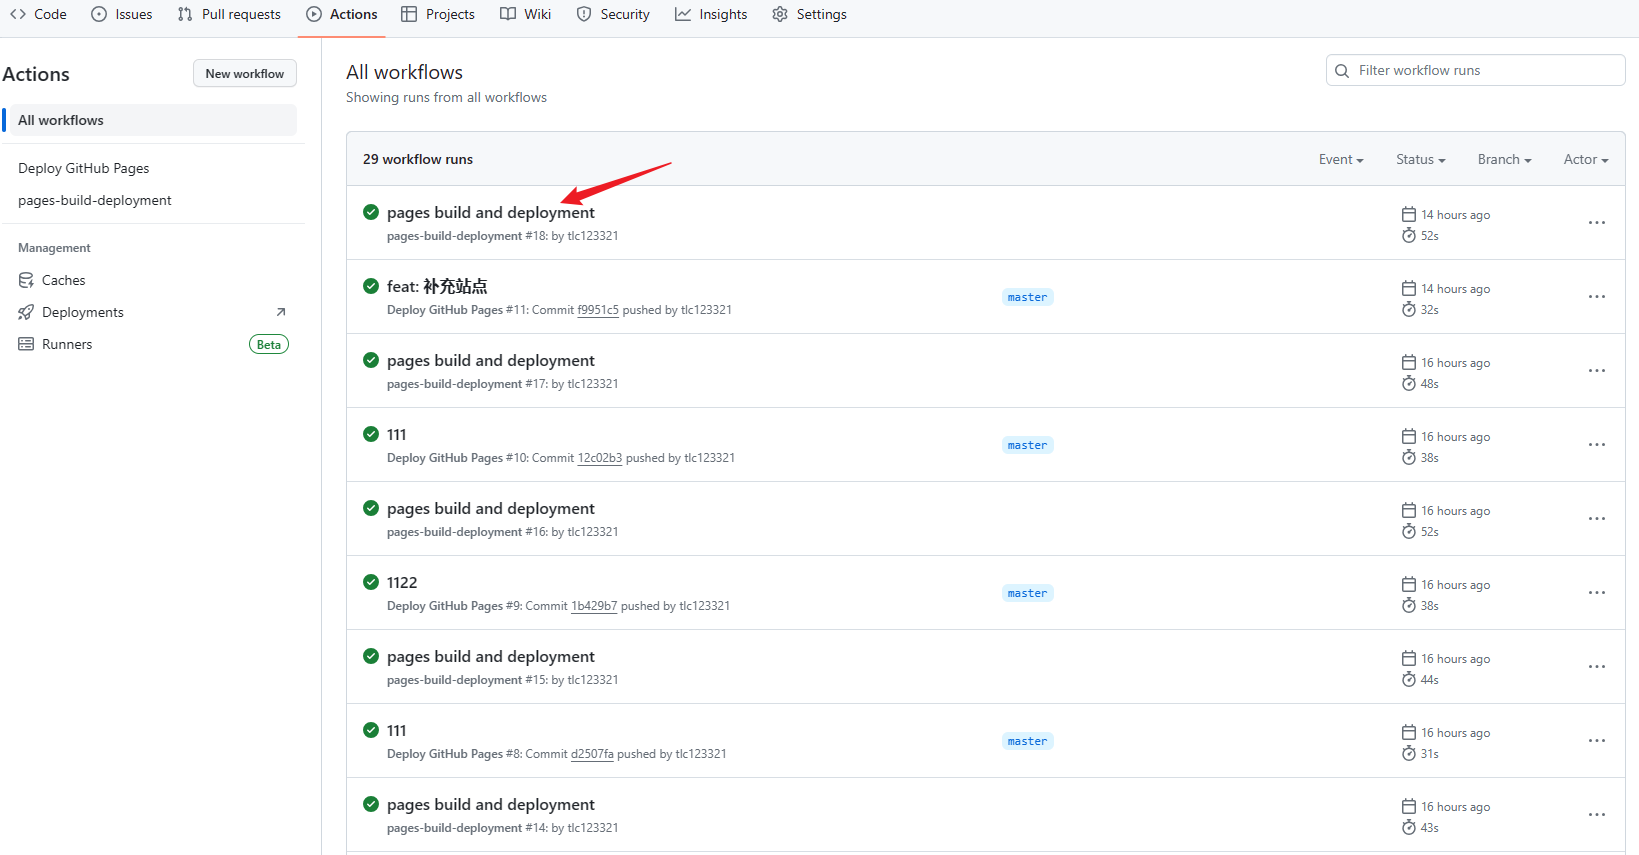 Code Issues Pull requests Actions Projects Wiki Security Insights Settings
Actions
New workflow
All workflows
Deploy GitHub Pages
pages-build-deployment
Management
Caches
Deployments
Runners Beta
All workflows
Showing runs from all workflows
Filter workflow runs
29 workflow runs Event Status Branch Actor
pages build and deployment
pages-build-deployment #18: by tlc123321
14 hours ago
52s
feat: 补充站点
Deploy GitHub Pages #11: Commit f9951c5 pushed by tlc123321
master
14 hours ago
32s
pages build and deployment
pages-build-deployment #17: by tlc123321
16 hours ago
48s
111
Deploy GitHub Pages #10: Commit 12c02b3 pushed by tlc123321
master
16 hours ago
38s
pages build and deployment
pages-build-deployment #16: by tlc123321
16 hours ago
52s
1122
Deploy GitHub Pages #9: Commit 1b429b7 pushed by tlc123321
master
16 hours ago
38s
pages build and deployment
pages-build-deployment #15: by tlc123321
16 hours ago
44s
111
Deploy GitHub Pages #8: Commit d2507fa pushed by tlc123321
master
16 hours ago
31s
pages build and deployment
pages-build-deployment #14: by tlc123321
16 hours ago
43s